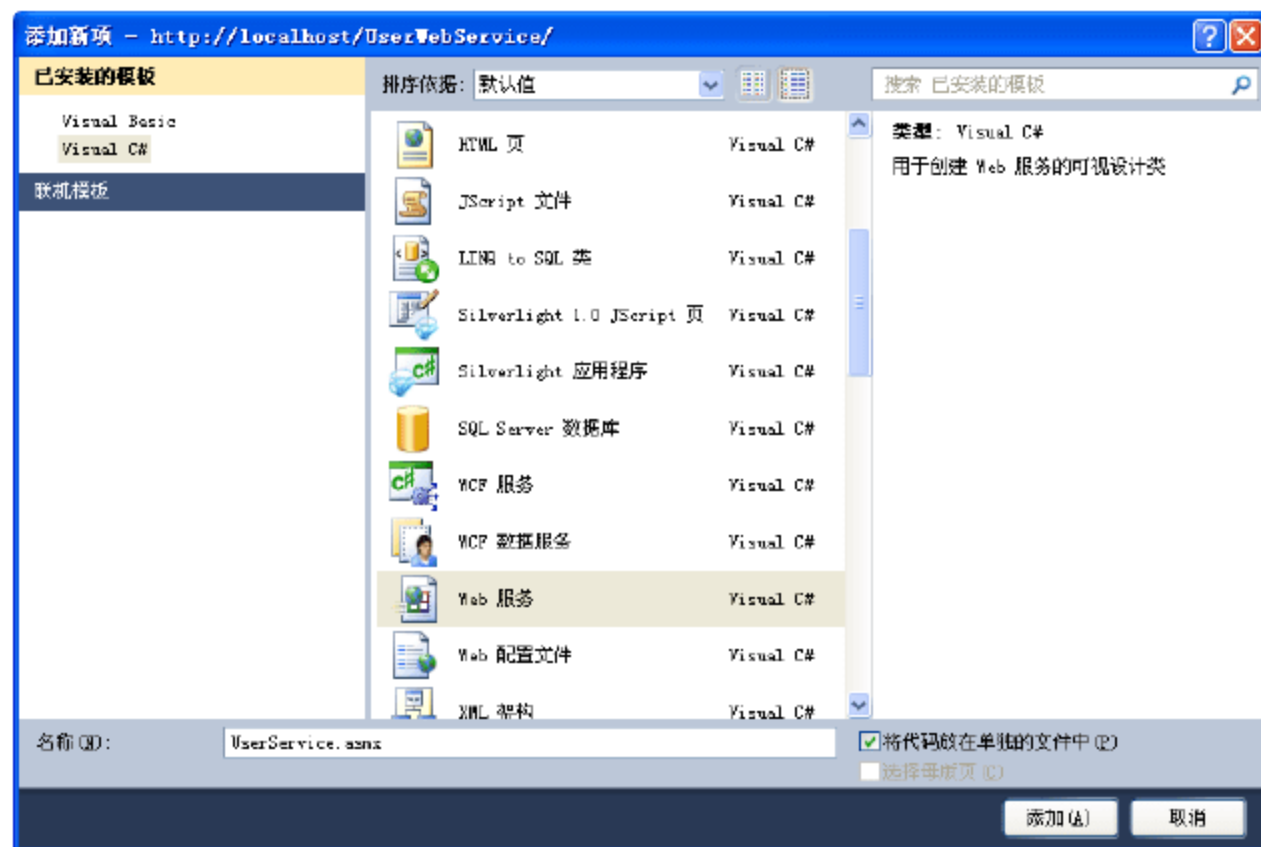 添加新项 - http://localhost/UserWebService/
已安装的模板
排序依据: 默认值
搜索 已安装的模板
Visual Basic
Visual C#
联机模板
HTML 页 Visual C#
JScript 文件 Visual C#
LINQ to SQL 类 Visual C#
Silverlight 1.0 JScript 页 Visual C#
Silverlight 应用程序 Visual C#
SQL Server 数据库 Visual C#
WCF 服务 Visual C#
WCF 数据服务 Visual C#
Web 服务 Visual C#
Web 配置文件 Visual C#
XML 架构 Visual C#
类型: Visual C#
用于创建 Web 服务的可视设计类
名称(N): UserService.asmx
将代码放在单独的文件中(P)
选择母版页(C)
添加(A)
取消